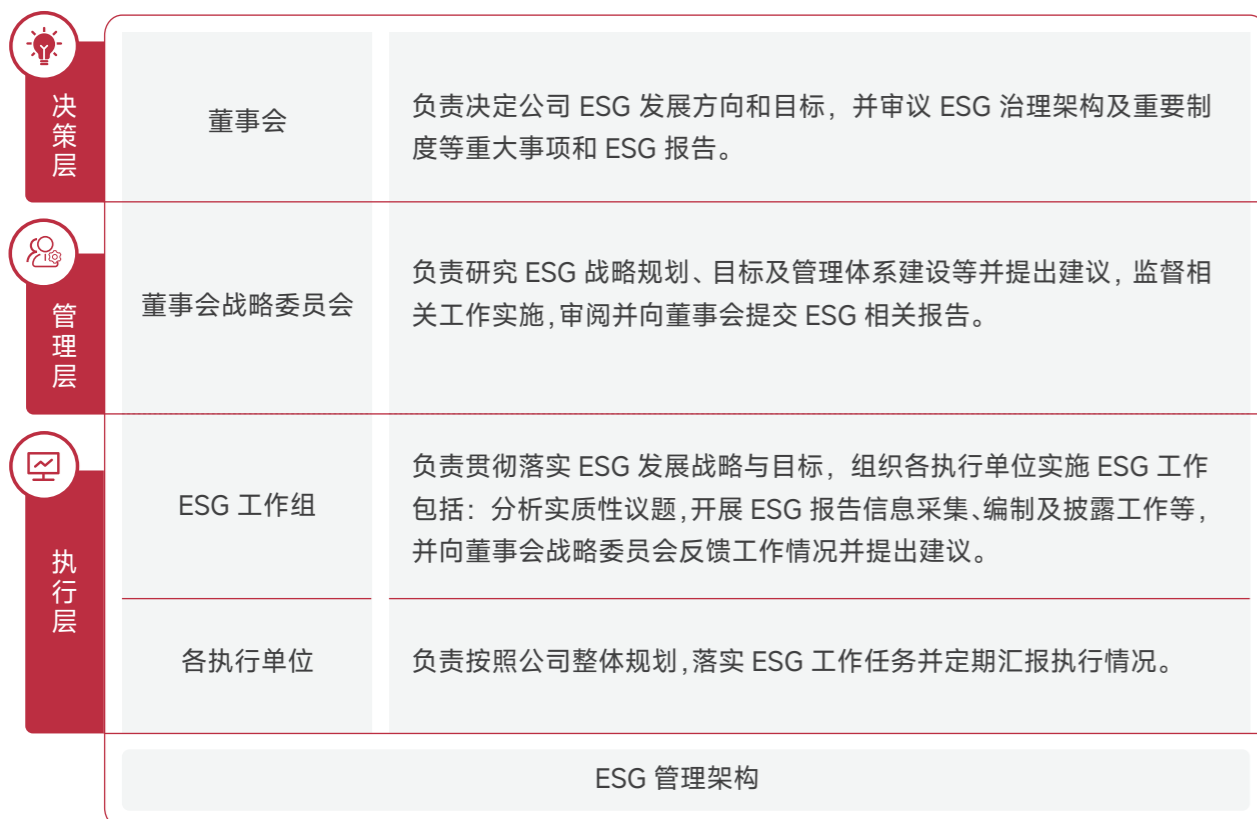 决策层
董事会
负责决定公司 ESG 发展方向和目标，并审议 ESG 治理架构及重要制
度等重大事项和 ESG 报告。
管理层
董事会战略委员会
负责研究 ESG 战略规划、目标及管理体系建设等并提出建议，监督相
关工作实施，审阅并向董事会提交 ESG 相关报告。
执行层
ESG 工作组
负责贯彻落实 ESG 发展战略与目标，组织各执行单位实施 ESG 工作
包括：分析实质性议题，开展 ESG 报告信息采集、编制及披露工作等，
并向董事会战略委员会反馈工作情况并提出建议。
各执行单位
负责按照公司整体规划，落实 ESG 工作任务并定期汇报执行情况。
ESG 管理架构